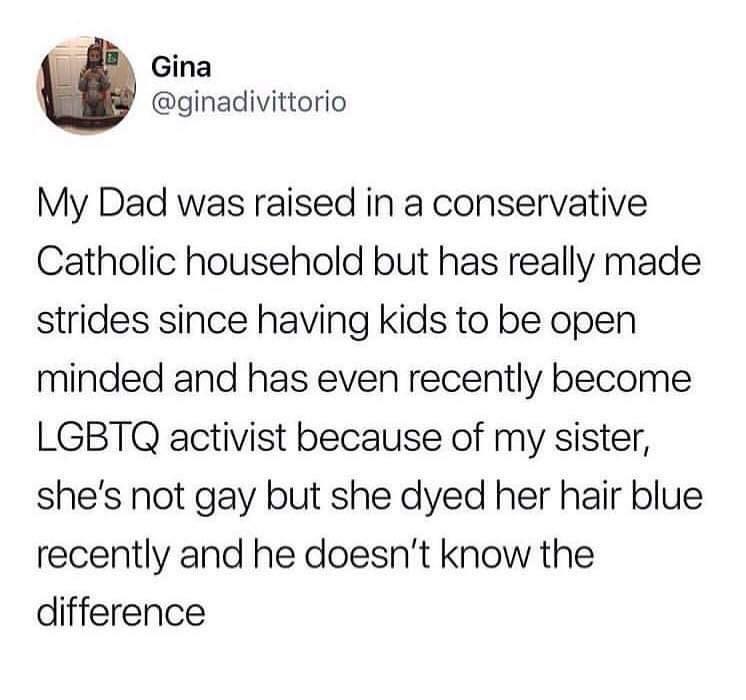 Gina
@ginadivittorio
My Dad was raised in a conservative
Catholic household but has really made
strides since having kids to be open
minded and has even recently become
LGBTQ activist because of my sister,
she's not gay but she dyed her hair blue
recently and he doesn't know the
difference